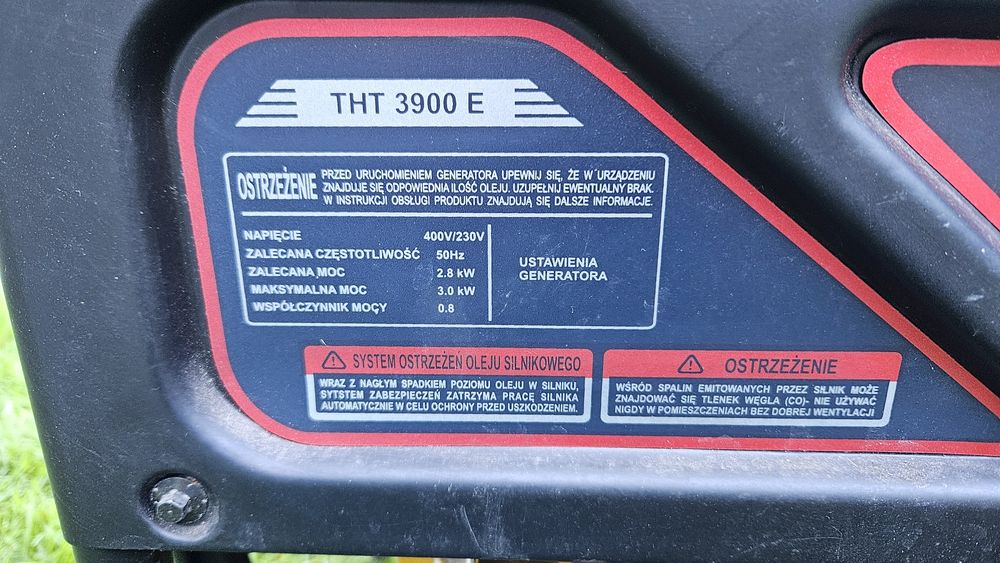 THT 3900 E
OSTRZEŻENIE
PRZED URUCHOMIENIEM GENERATORA UPEWNIJ SIĘ, ŻE W URZĄDZENIU
ZNAJDUJE SIĘ ODPOWIEDNIA ILOŚĆ OLEJU. UZUPEŁNIJ EWENTUALNY BRAK.
W INSTRUKCJI OBSŁUGI PRODUKTU ZNAJDUJĄ SIĘ DALSZE INFORMACJE.
NAPIĘCIE 400V/230V
ZALECANA CZĘSTOTLIWOŚĆ 50Hz
ZALECANA MOC 2.8 kW
MAKSYMALNA MOC 3.0 kW
WSPÓŁCZYNNIK MOCY 0.8
USTAWIENIA
GENERATORA
SYSTEM OSTRZEŻEŃ OLEJU SILNIKOWEGO
WRAZ Z NAGŁYM SPADKIEM POZIOMU OLEJU W SILNIKU,
SYTSTEM ZABEZPIECZEŃ ZATRZYMA PRACĘ SILNIKA
AUTOMATYCZNIE W CELU OCHRONY PRZED USZKODZENIEM.
OSTRZEŻENIE
WŚRÓD SPALIN EMITOWANYCH PRZEZ SILNIK MOŻE
ZNAJDOWAĆ SIĘ TLENEK WĘGLA (CO)- NIE UŻYWAĆ
NIGDY W POMIESZCZENIACH BEZ DOBREJ WENTYLACJI